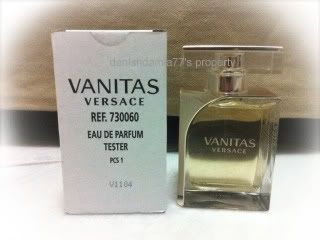 VANITAS
VERSACE
REF. 730060
EAU DE PARFUM
TESTER
PCS 1
V1104
VANITAS
VERSACE